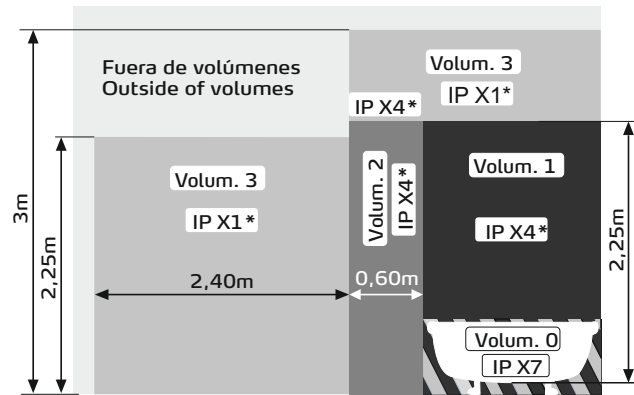 Fuera de volúmenes
Outside of volumes
Volum. 3
IP X1*
IP X4*
Volum. 3
IP X1*
Volum. 2
IP X4*
Volum. 1
IP X4*
3m
2,25m
2,40m
0,60m
2,25m
Volum. 0
IP X7